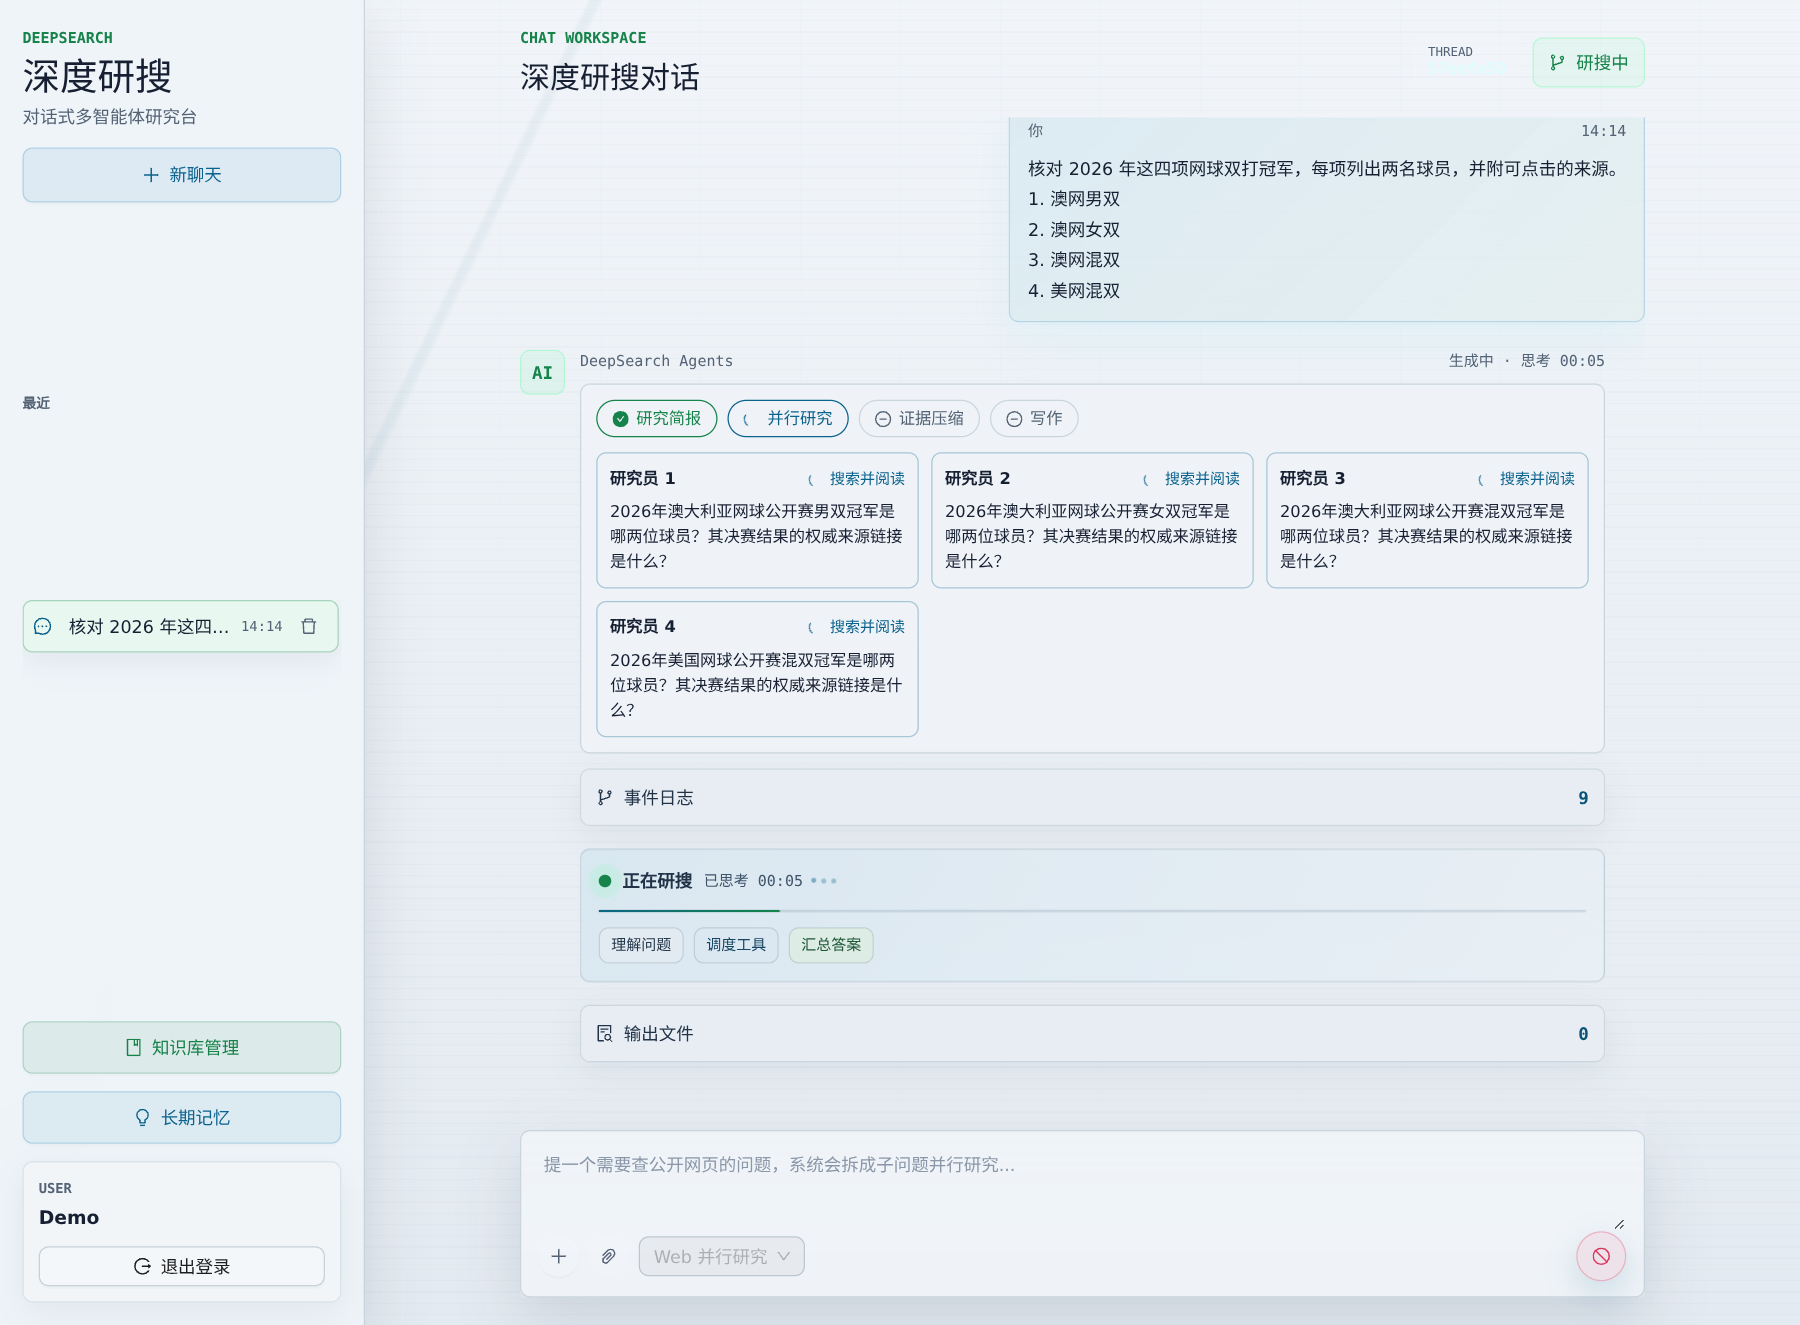 DEEPSEARCH
深度研搜
对话式多智能体研究台
新聊天
最近
核对 2026 年这四... 14:14
知识库管理
长期记忆
USER
Demo
退出登录
CHAT WORKSPACE
深度研搜对话
THREAD
研搜中
你 14:14
核对 2026 年这四项网球双打冠军，每项列出两名球员，并附可点击的来源。
1. 澳网男双
2. 澳网女双
3. 澳网混双
4. 美网混双
AI
DeepSearch Agents 生成中 · 思考 00:05
研究简报 并行研究 证据压缩 写作
研究员 1 搜索并阅读
2026年澳大利亚网球公开赛男双冠军是
哪两位球员？其决赛结果的权威来源链接
是什么？
研究员 2 搜索并阅读
2026年澳大利亚网球公开赛女双冠军是
哪两位球员？其决赛结果的权威来源链接
是什么？
研究员 3 搜索并阅读
2026年澳大利亚网球公开赛混双冠军是
哪两位球员？其决赛结果的权威来源链接
是什么？
研究员 4 搜索并阅读
2026年美国网球公开赛混双冠军是哪两
位球员？其决赛结果的权威来源链接是什
么？
事件日志 9
正在研搜 已思考 00:05
理解问题 调度工具 汇总答案
输出文件 0
提一个需要查公开网页的问题，系统会拆成子问题并行研究...
Web 并行研究